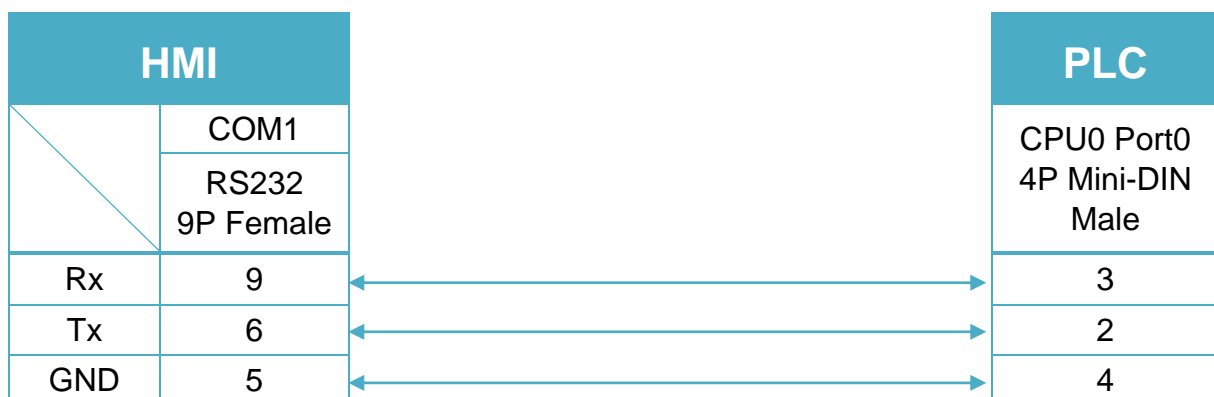 HMI PLC
COM1
RS232
9P Female
CPU0 Port0
4P Mini-DIN
Male
Rx 9 3
Tx 6 2
GND 5 4